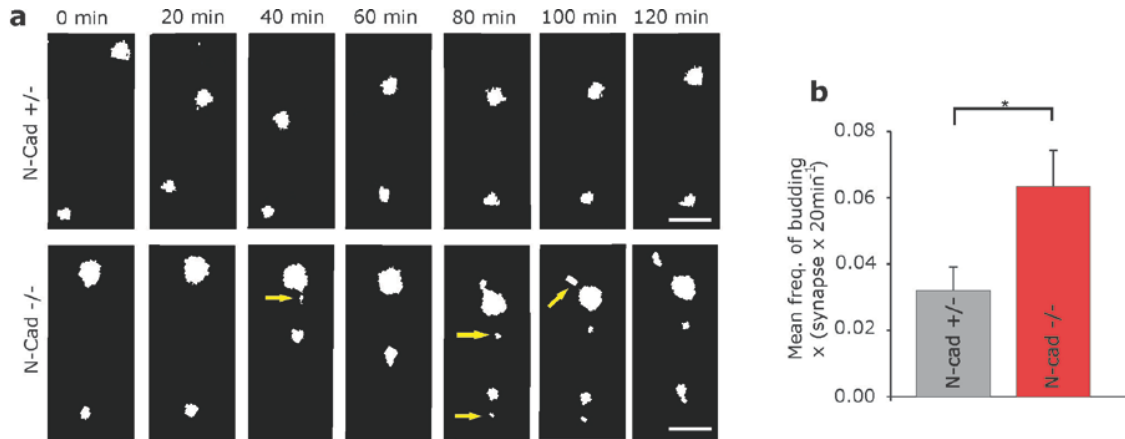 a
0 min 20 min 40 min 60 min 80 min 100 min 120 min
N-Cad +/-
N-Cad -/-
b
*
Mean freq. of budding
x (synapse x 20min⁻¹)
0.08
0.06
0.04
0.02
0.00
N-cad +/-
N-cad -/-